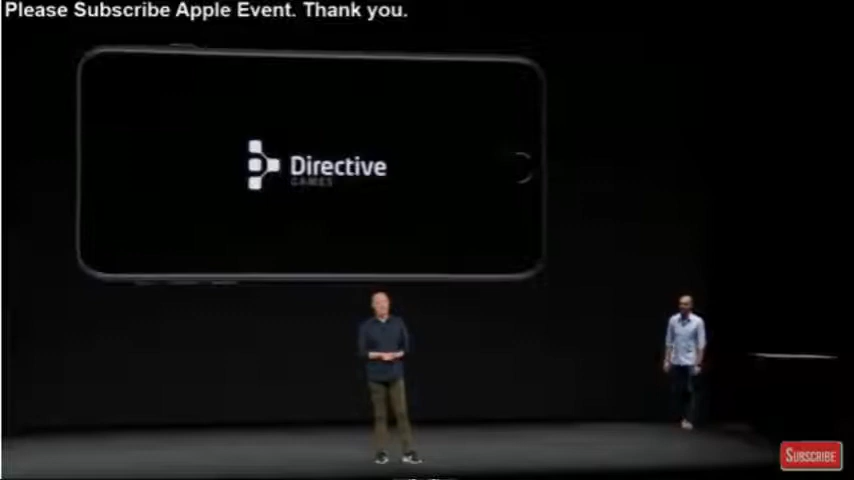 Please Subscribe Apple Event. Thank you.
Directive
GAMES
SUBSCRIBE